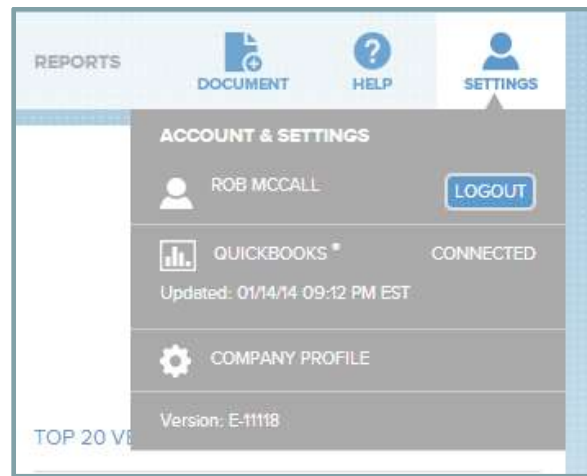 REPORTS
DOCUMENT
HELP
SETTINGS
ACCOUNT & SETTINGS
ROB MCCALL
LOGOUT
QUICKBOOKS ®
CONNECTED
Updated: 01/14/14 09:12 PM EST
COMPANY PROFILE
Version: E-11118
TOP 20 VE